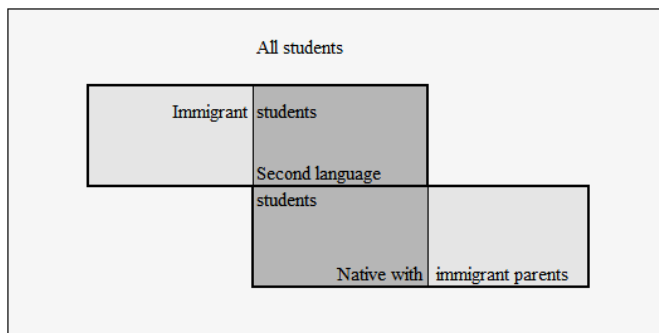 All students
Immigrant students
Second language
students
Native with immigrant parents